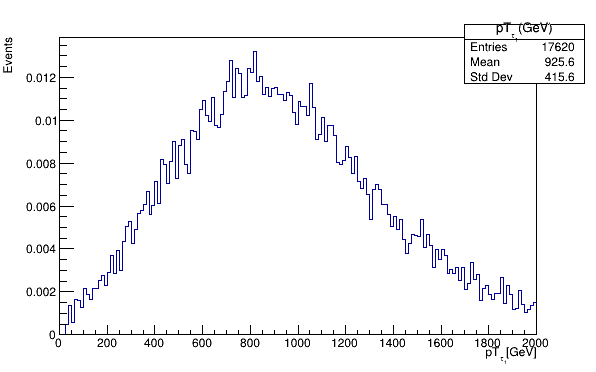 pT_τ₁(GeV)
Entries 17620
Mean 925.6
Std Dev 415.6
Events
0.012
0.01
0.008
0.006
0.004
0.002
0
0 200 400 600 800 1000 1200 1400 1600 1800 2000
pT_τ₁[GeV]